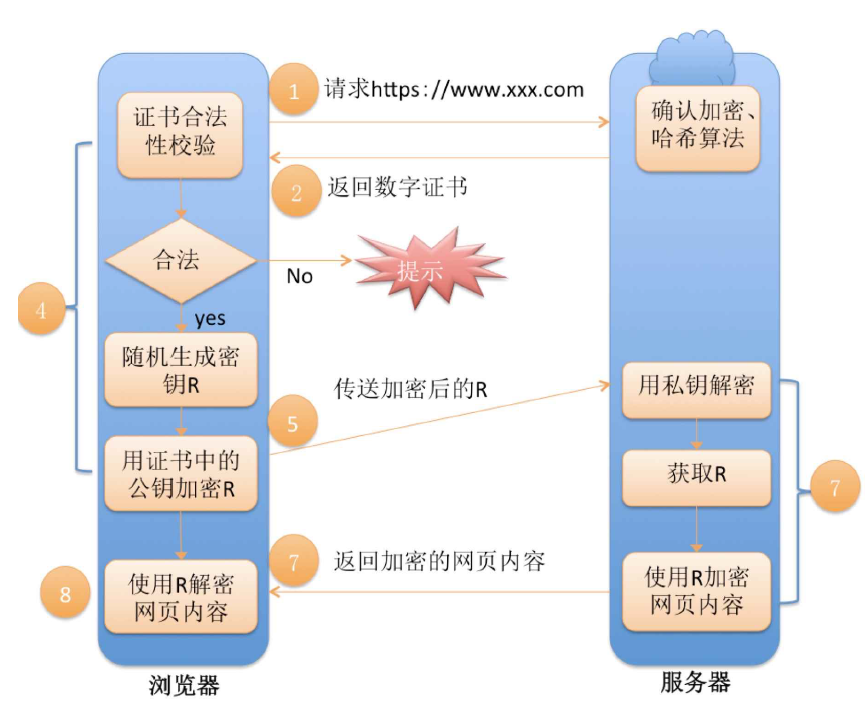 1
请求https://www.xxx.com
证书合法
性校验
确认加密、
哈希算法
2
返回数字证书
合法
No
提示
4
yes
随机生成密
钥R
传送加密后的R
用私钥解密
5
用证书中的
公钥加密R
获取R
7
7
返回加密的网页内容
8
使用R解密
网页内容
使用R加密
网页内容
浏览器
服务器